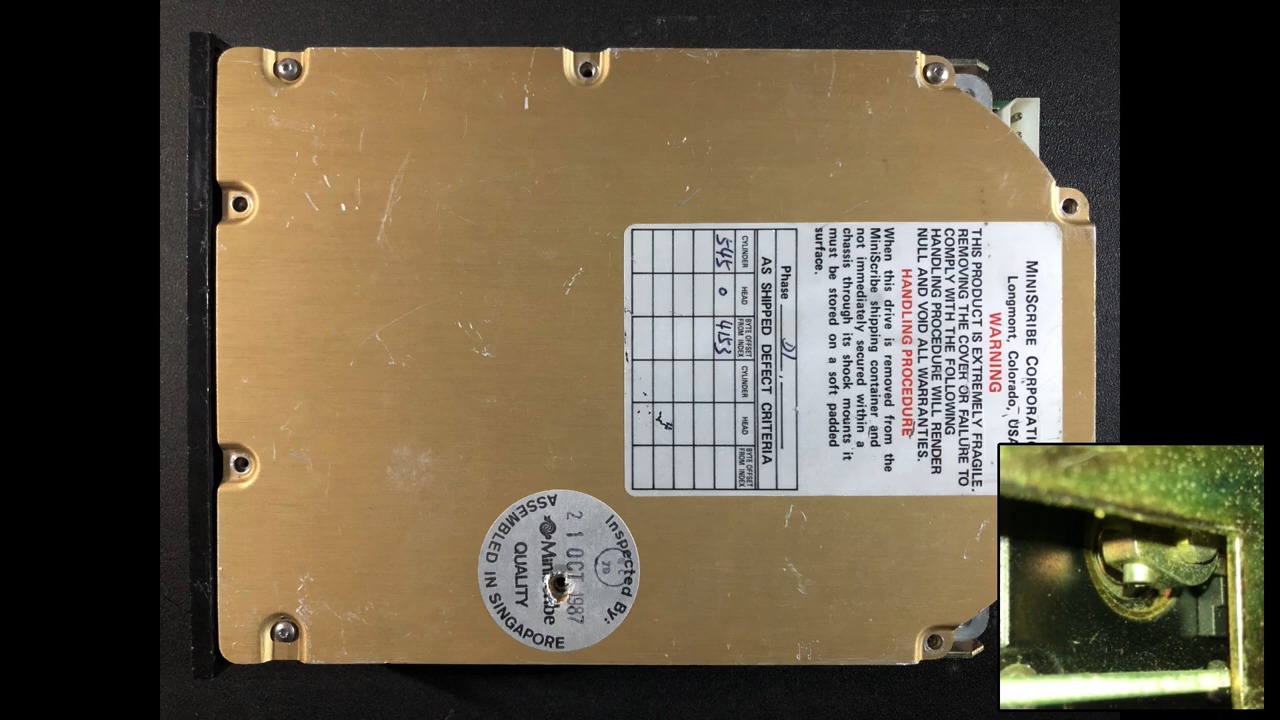 MINISCRIBE CORPORATI
Longmont, Colorado, USA
WARNING
THIS PRODUCT IS EXTREMELY FRAGILE.
REMOVING THE COVER OR FAILURE TO
COMPLY WITH THE FOLLOWING
HANDLING PROCEDURE WILL RENDER
NULL AND VOID ALL WARRANTIES.
HANDLING PROCEDURE
When this drive is removed from the
MiniScribe shipping container and
not immediately secured within a
chassis through its shock mounts it
must be stored on a soft padded
surface.
Phase D1
AS SHIPPED DEFECT CRITERIA
CYLINDER HEAD BYTE OFFSET FROM INDEX CYLINDER HEAD BYTE OFFSET FROM INDEX
545 0 4153
Inspected By:
79
21 OCT 1987
QUALITY
ASSEMBLED IN SINGAPORE